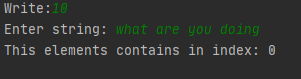 Write:10
Enter string: what are you doing
This elements contains in index: 0